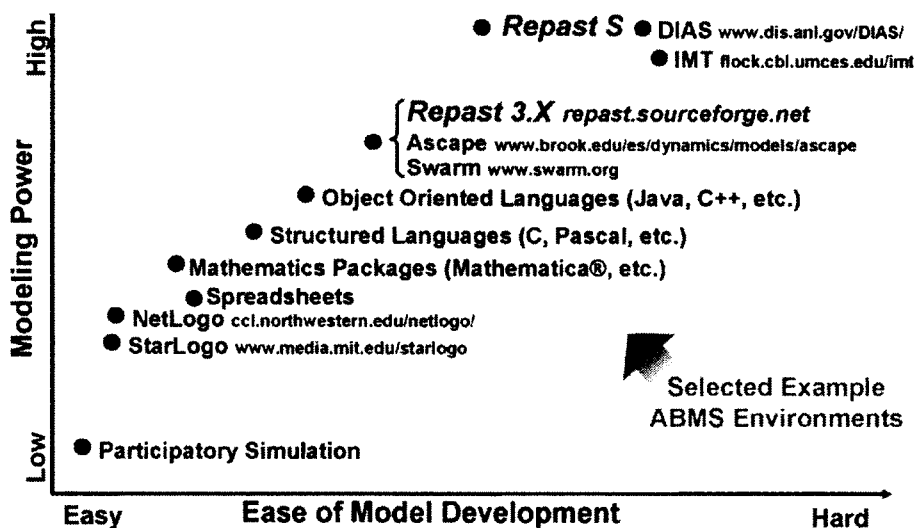 High
Repast S
DIAS www.dis.anl.gov/DIAS/
IMT flock.cbl.umces.edu/imt
Repast 3.X repast.sourceforge.net
Ascape www.brook.edu/es/dynamics/models/ascape
Swarm www.swarm.org
Object Oriented Languages (Java, C++, etc.)
Structured Languages (C, Pascal, etc.)
Mathematics Packages (Mathematica®, etc.)
Spreadsheets
NetLogo ccl.northwestern.edu/netlogo/
StarLogo www.media.mit.edu/starlogo
Modeling Power
Selected Example
ABMS Environments
Participatory Simulation
Low
Easy
Ease of Model Development
Hard